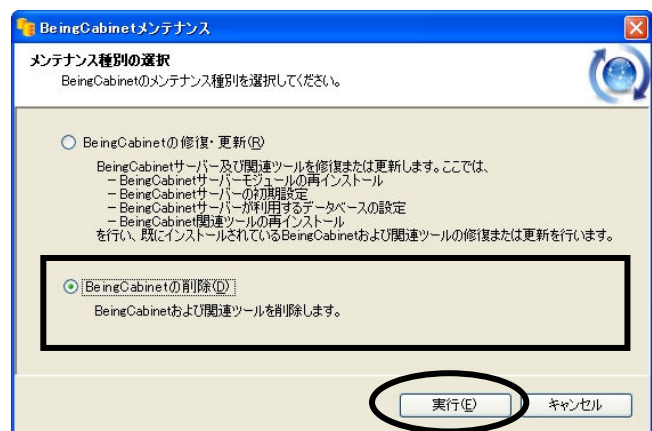 BeingCabinetメンテナンス
メンテナンス種別の選択
BeingCabinetのメンテナンス種別を選択してください。
BeingCabinetの修復・更新(R)
BeingCabinetサーバー及び関連ツールを修復または更新します。ここでは、
－BeingCabinetサーバーモジュールの再インストール
－BeingCabinetサーバーの初期設定
－BeingCabinetサーバーが利用するデータベースの設定
－BeingCabinet関連ツールの再インストール
を行い、既にインストールされているBeingCabinetおよび関連ツールの修復または更新を行います。
BeingCabinetの削除(D)
BeingCabinetおよび関連ツールを削除します。
実行(E)
キャンセル